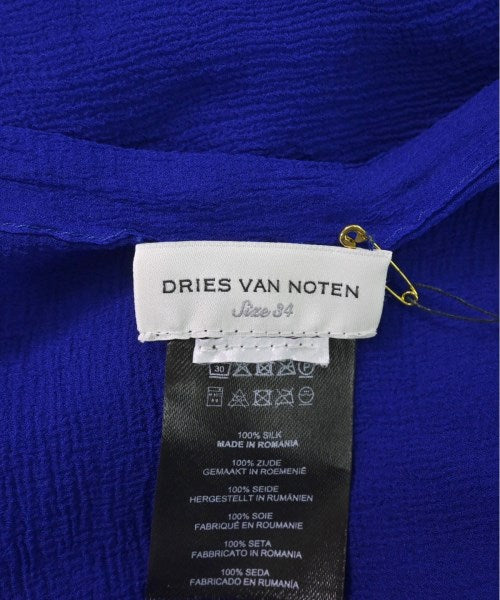 DRIES VAN NOTEN
Size 34
30 P
100% SILK
MADE IN ROMANIA
100% ZIJDE
GEMAAKT IN ROEMENIË
100% SEIDE
HERGESTELLT IN RUMÄNIEN
100% SOIE
FABRIQUÉ EN ROUMANIE
100% SETA
FABBRICATO IN ROMANIA
100% SEDA
FABRICADO EN RUMANIA